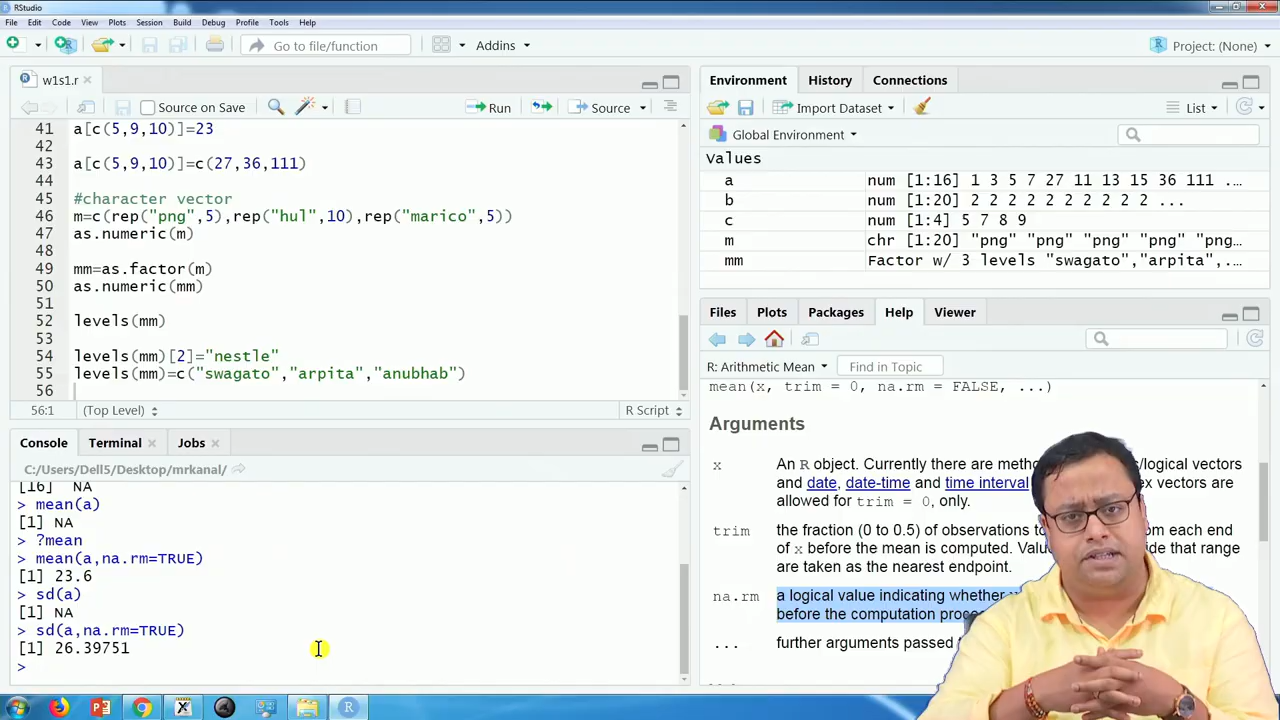 RStudio
File Edit Code View Plots Session Build Debug Profile Tools Help
Go to file/function Addins Project: (None)
w1s1.r
Source on Save Run Source
41 a[c(5,9,10)]=23
42
43 a[c(5,9,10)]=c(27,36,111)
44
45 #character vector
46 m=c(rep("png",5),rep("hul",10),rep("marico",5))
47 as.numeric(m)
48
49 mm=as.factor(m)
50 as.numeric(mm)
51
52 levels(mm)
53
54 levels(mm)[2]="nestle"
55 levels(mm)=c("swagato","arpita","anubhab")
56
56:1 (Top Level) R Script
Console Terminal Jobs
C:/Users/Dell5/Desktop/mrkanal/
[16] NA
> mean(a)
[1] NA
> ?mean
> mean(a,na.rm=TRUE)
[1] 23.6
> sd(a)
[1] NA
> sd(a,na.rm=TRUE)
[1] 26.39751
>
Environment History Connections
Import Dataset List
Global Environment
Values
a num [1:16] 1 3 5 7 27 11 13 15 36 111 ...
b num [1:20] 2 2 2 2 2 2 2 2 2 2 ...
c num [1:4] 5 7 8 9
m chr [1:20] "png" "png" "png" "png" "png…
mm Factor w/ 3 levels "swagato","arpita",..…
Files Plots Packages Help Viewer
R: Arithmetic Mean Find in Topic
mean(x, trim = 0, na.rm = FALSE, ...)
Arguments
x An R object. Currently there are /logical vectors
and date, date-time and time interval vectors are
allowed for trim = 0, only.
trim the fraction (0 to 0.5) of observations from each end
of x before the mean is computed. that range
are taken as the nearest endpoint.
na.rm a logical value indicating whether
before the computation
... further arguments passed